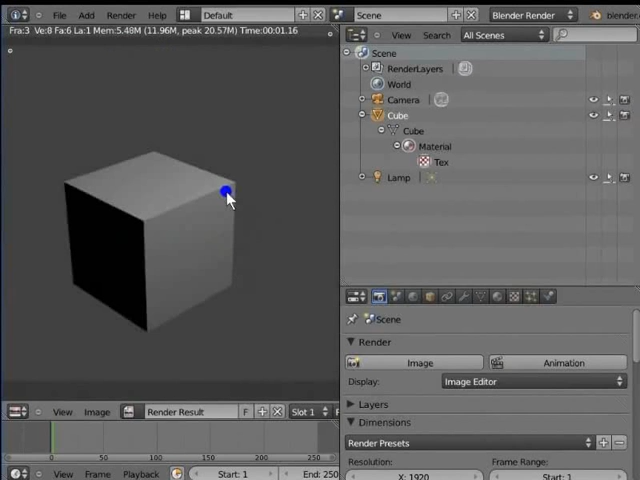 File Add Render Help Default Scene Blender Render blender.
Fra:3 Ve:8 Fa:6 La:1 Mem:5.48M (11.96M, peak 20.57M) Time:00:01.16
View Search All Scenes
Scene
RenderLayers
World
Camera
Cube
Cube
Material
Tex
Lamp
Scene
Render
Image Animation
Display: Image Editor
Layers
Dimensions
Render Presets
Resolution: Frame Range:
X: 1920 Start: 1
View Image Render Result F Slot 1
0 50 100 150 200 250
View Frame Playback Start: 1 End: 250